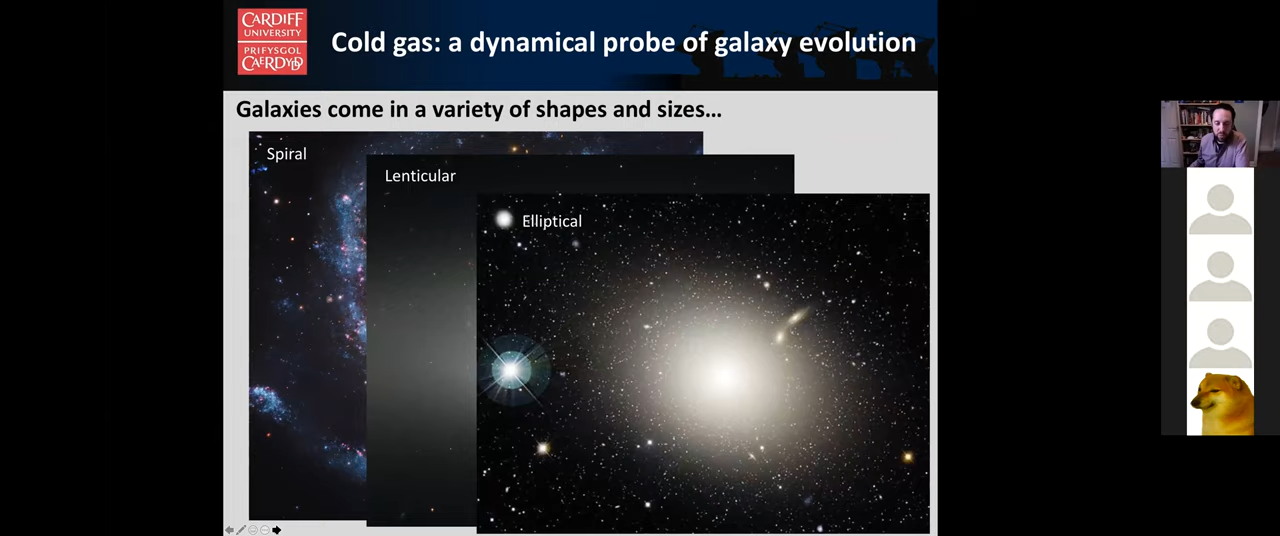 CARDIFF
UNIVERSITY
PRIFYSGOL
CAERDYDD
Cold gas: a dynamical probe of galaxy evolution
Galaxies come in a variety of shapes and sizes...
Spiral
Lenticular
Elliptical